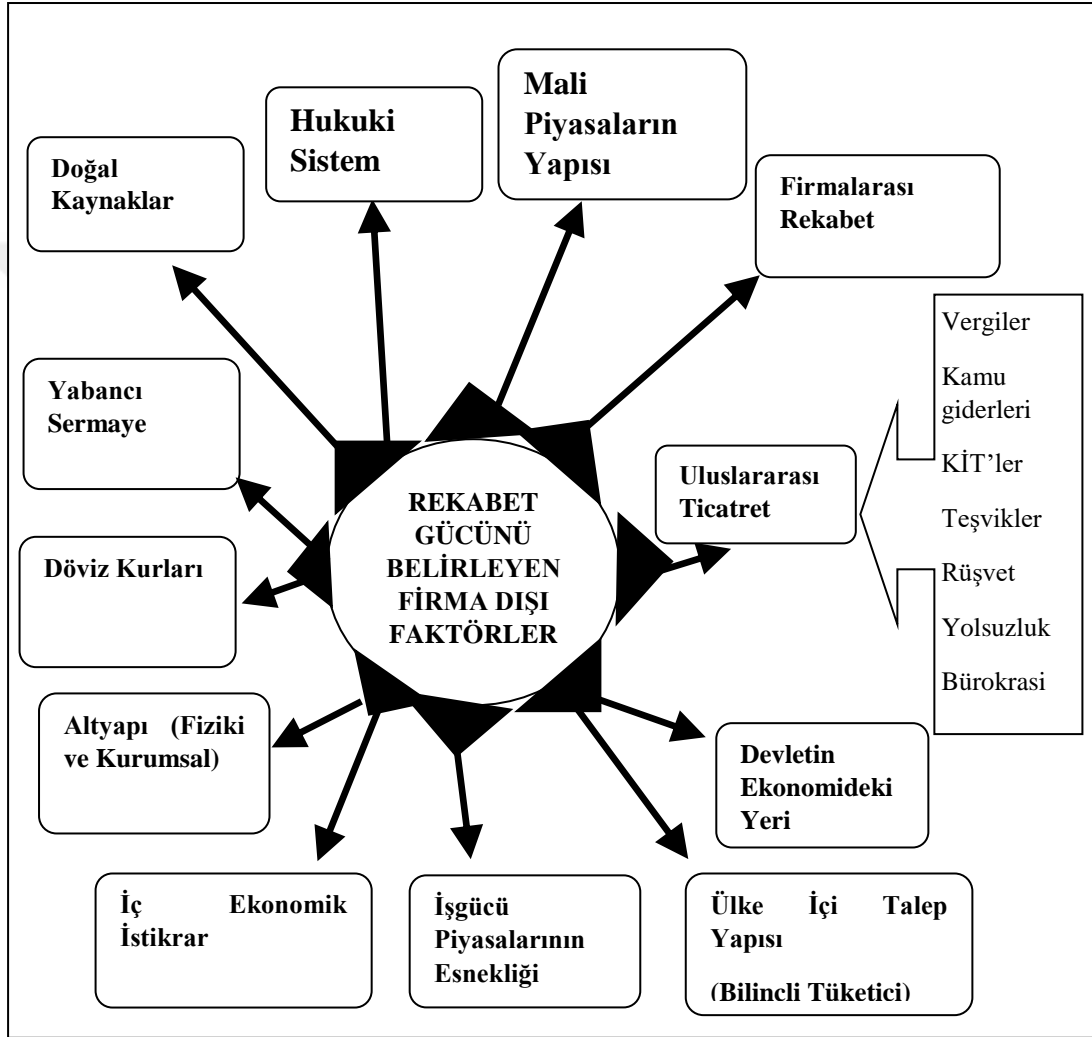 Mali
Piyasaların
Yapısı
Hukuki
Sistem
Doğal
Kaynaklar
Firmalarası
Rekabet
Yabancı
Sermaye
Döviz Kurları
REKABET
GÜCÜNÜ
BELİRLEYEN
FİRMA DIŞI
FAKTÖRLER
Uluslararası
Ticatret
Vergiler
Kamu
giderleri
KİT’ler
Teşvikler
Rüşvet
Yolsuzluk
Bürokrasi
Altyapı (Fiziki
ve Kurumsal)
Devletin
Ekonomideki
Yeri
İç Ekonomik
İstikrar
İşgücü
Piyasalarının
Esnekliği
Ülke İçi Talep
Yapısı
(Bilinçli Tüketici)